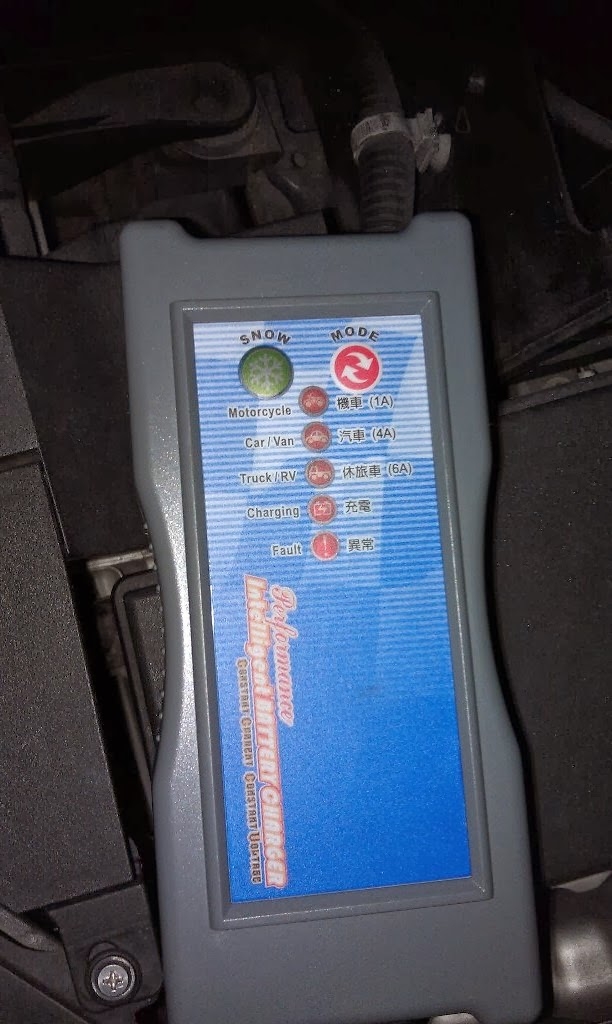 SNOW MODE
Motorcycle 機車 (1A)
Car/Van 汽車 (4A)
Truck/RV 休旅車 (6A)
Charging 充電
Fault 異常
Performance
Intelligent BATTERY CHARGER
CONSTANT CURRENT CONSTANT VOLTAGE